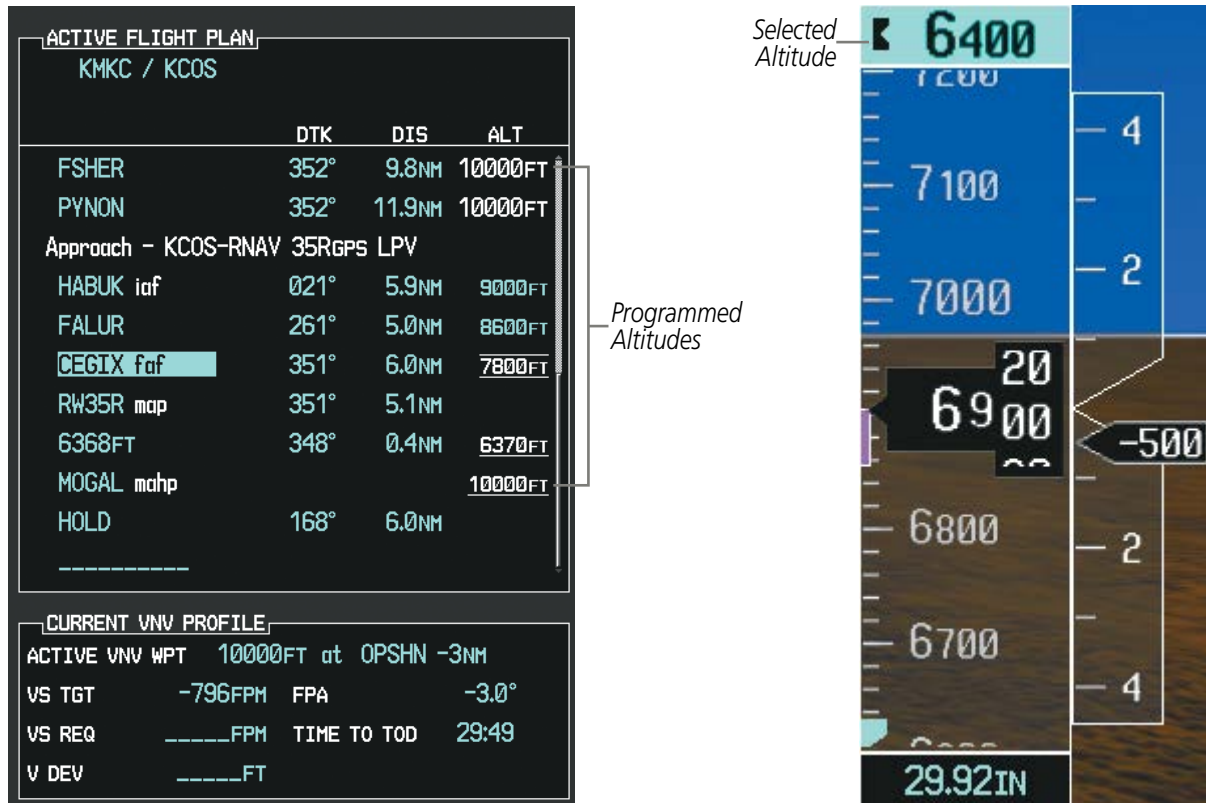 ACTIVE FLIGHT PLAN
KMKC / KCOS
DTK DIS ALT
FSHER 352° 9.8NM 10000FT
PYNON 352° 11.9NM 10000FT
Approach – KCOS-RNAV 35RGPS LPV
HABUK iaf 021° 5.9NM 9000FT
FALUR 261° 5.0NM 8600FT
CEGIX faf 351° 6.0NM 7800FT
RW35R map 351° 5.1NM
6368FT 348° 0.4NM 6370FT
MOGAL mahp 10000FT
HOLD 168° 6.0NM
__________
CURRENT VNV PROFILE
ACTIVE VNV WPT 10000FT at OPSHN -3NM
VS TGT -796FPM FPA -3.0°
VS REQ _____FPM TIME TO TOD 29:49
V DEV _____FT
Programmed
Altitudes
Selected
Altitude
6400
7200
7100
7000
20
6900
6800
6700
29.92IN
4
2
-500
2
4